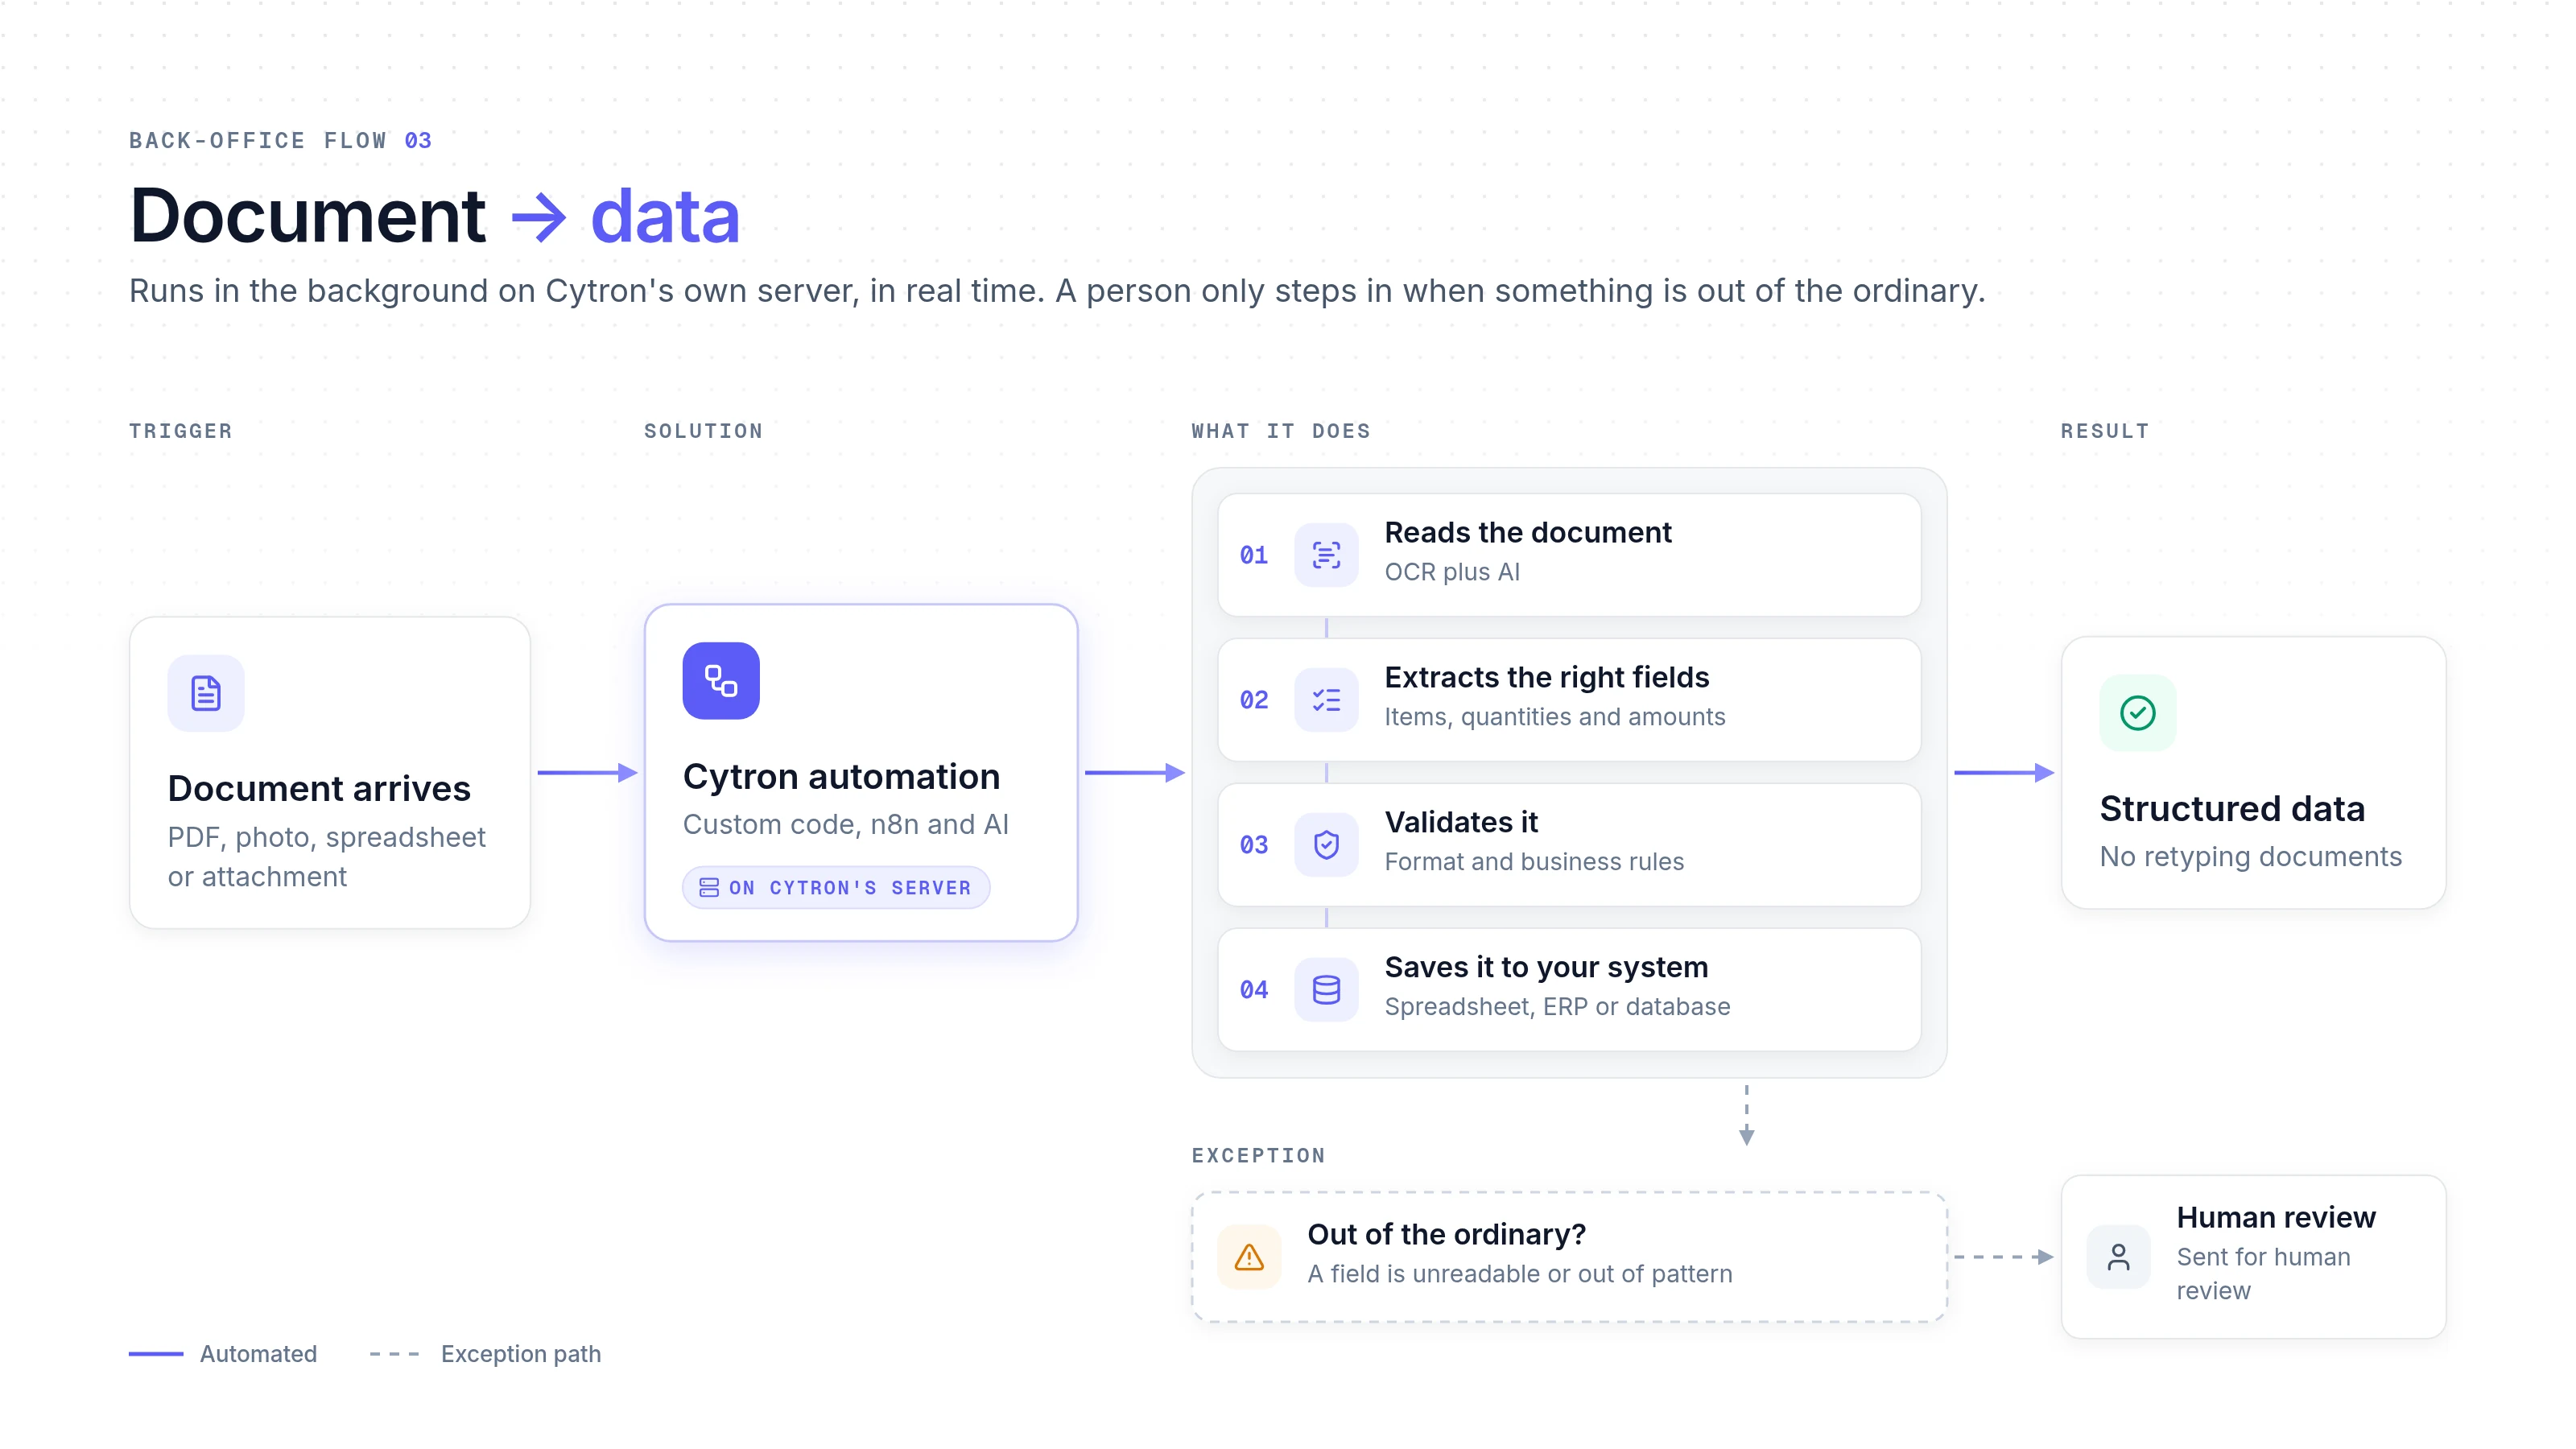 BACK-OFFICE FLOW 03
Document → data
Runs in the background on Cytron's own server, in real time. A person only steps in when something is out of the ordinary.
TRIGGER
Document arrives
PDF, photo, spreadsheet
or attachment
SOLUTION
Cytron automation
Custom code, n8n and AI
ON CYTRON'S SERVER
WHAT IT DOES
01
Reads the document
OCR plus AI
02
Extracts the right fields
Items, quantities and amounts
03
Validates it
Format and business rules
04
Saves it to your system
Spreadsheet, ERP or database
RESULT
Structured data
No retyping documents
EXCEPTION
Out of the ordinary?
A field is unreadable or out of pattern
Human review
Sent for human
review
Automated
Exception path